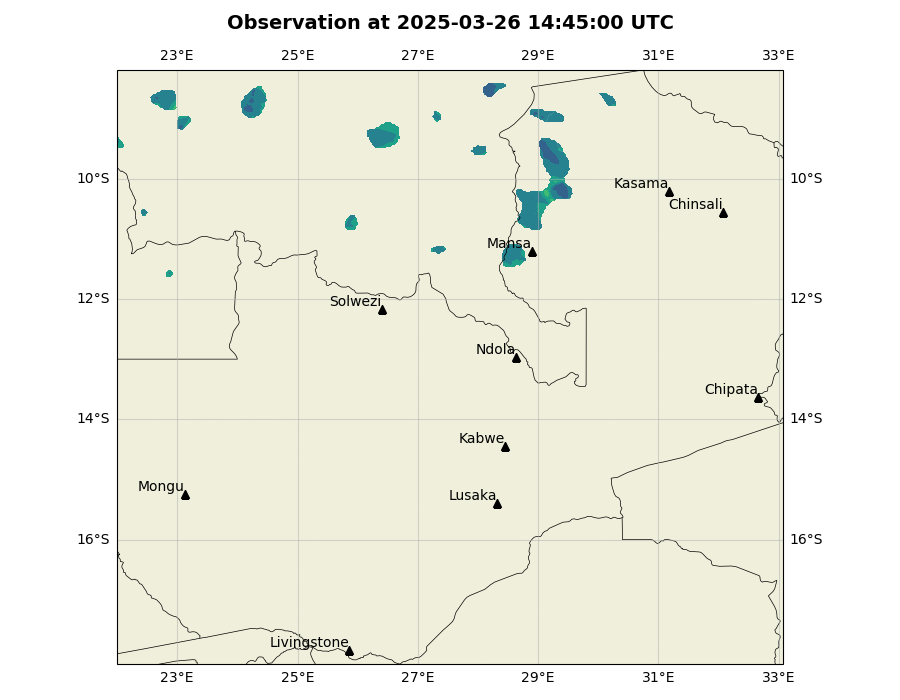 Observation at 2025-03-26 14:45:00 UTC
23°E 25°E 27°E 29°E 31°E 33°E
10°S 10°S
Kasama
Chinsali
Mansa
12°S 12°S
Solwezi
Ndola
Chipata
14°S 14°S
Kabwe
Mongu
Lusaka
16°S 16°S
Livingstone
23°E 25°E 27°E 29°E 31°E 33°E